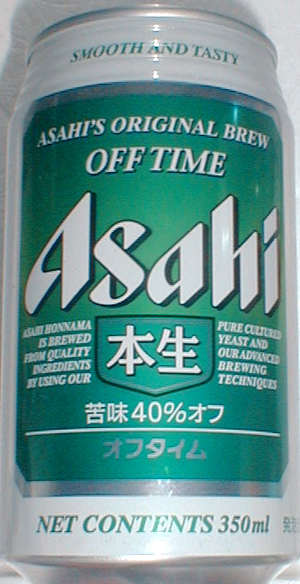 SMOOTH AND TASTY
ASAHI'S ORIGINAL BREW
OFF TIME
Asahi
ASAHI HONNAMA
IS BREWED
FROM QUALITY
INGREDIENTS
BY USING OUR
本生
PURE CULTURED
YEAST AND
OUR ADVANCED
BREWING
TECHNIQUES
苦味40%オフ
オフタイム
NET CONTENTS 350ml